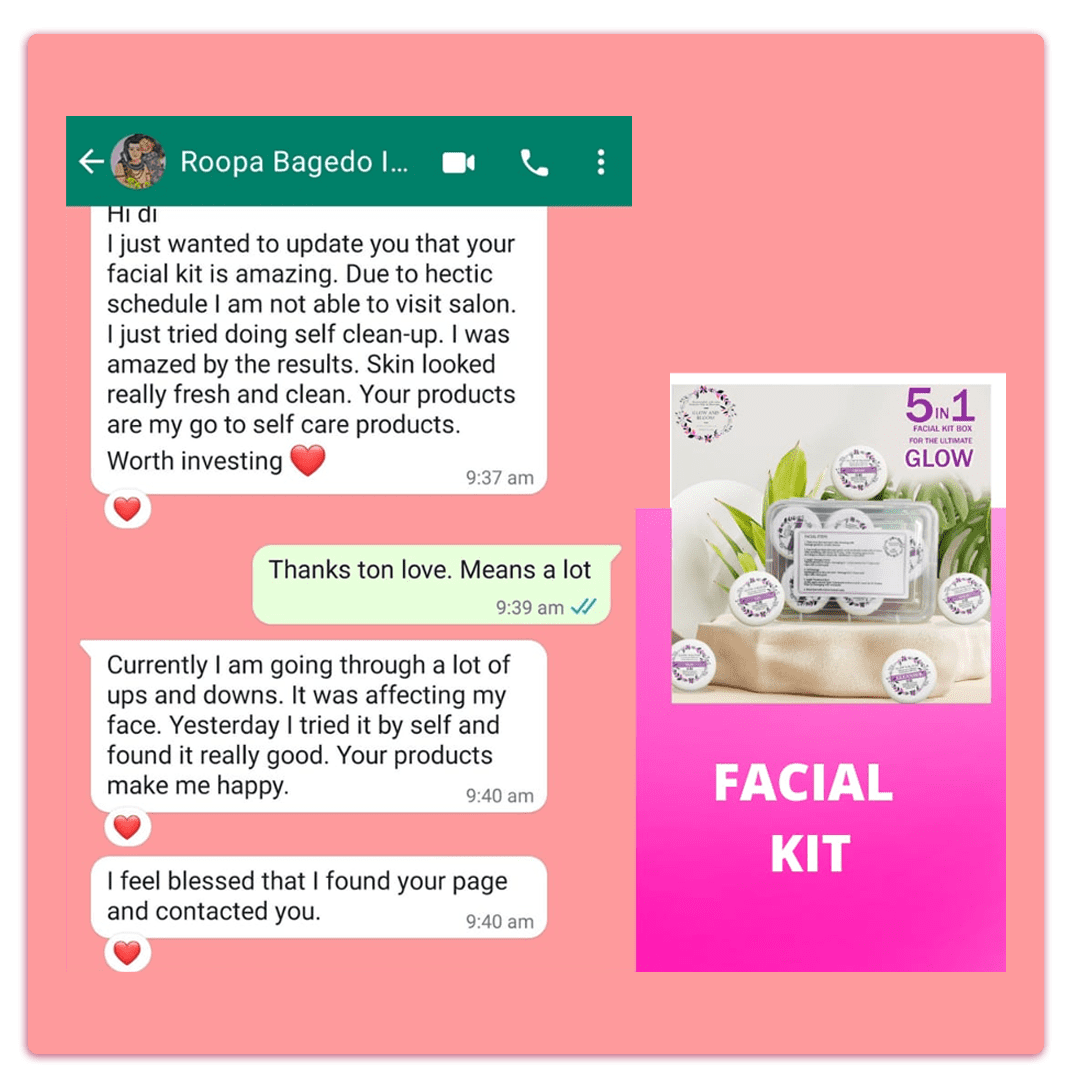 Roopa Bagedo I...
Hi di
I just wanted to update you that your
facial kit is amazing. Due to hectic
schedule I am not able to visit salon.
I just tried doing self clean-up. I was
amazed by the results. Skin looked
really fresh and clean. Your products
are my go to self care products.
Worth investing ❤️
9:37 am
Thanks ton love. Means a lot
9:39 am
Currently I am going through a lot of
ups and downs. It was affecting my
face. Yesterday I tried it by self and
found it really good. Your products
make me happy.
9:40 am
I feel blessed that I found your page
and contacted you.
9:40 am
GLOW AND
5 IN 1
FACIAL KIT BOX
FOR THE ULTIMATE
GLOW
FACIAL
KIT